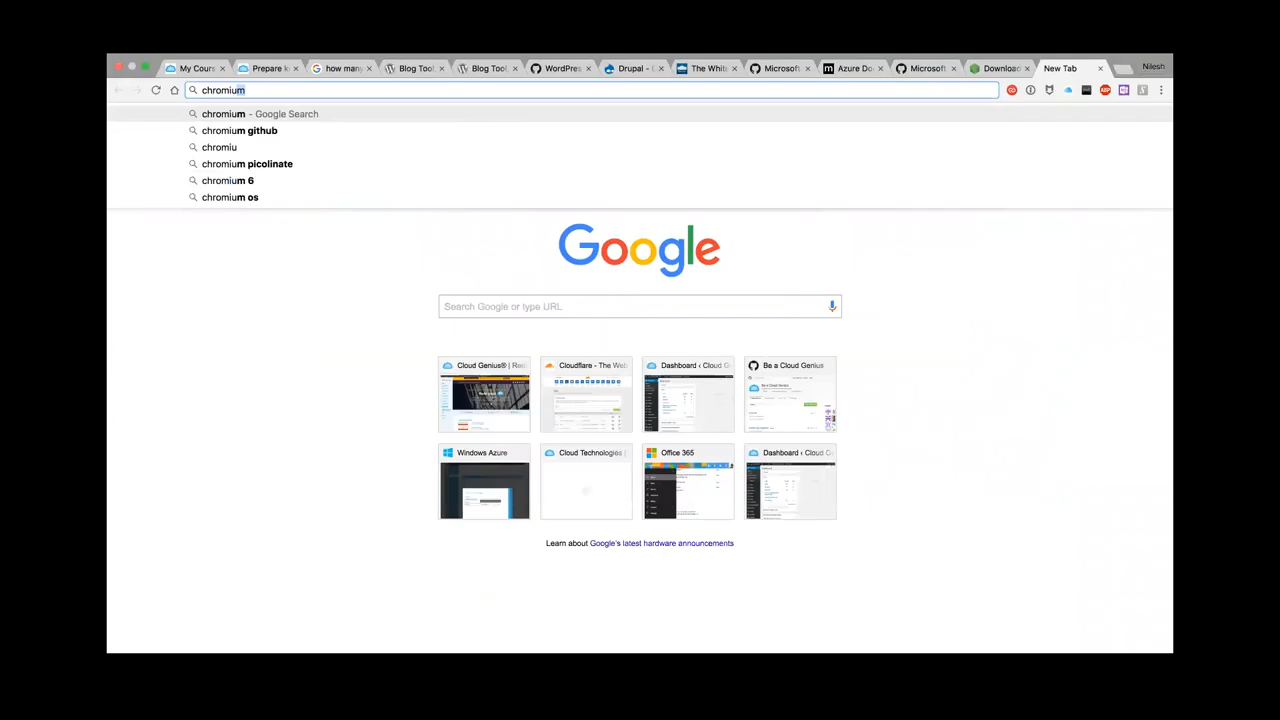 My Cours
Prepare k
how many
Blog Tool
Blog Tool
WordPres
Drupal - O
The White
Microsoft
Azure Do
Microsoft
Download
New Tab
Nilesh
chromium
chromium - Google Search
chromium github
chromiu
chromium picolinate
chromium 6
chromium os
Google
Search Google or type URL
Cloud Genius® | Re
Cloudflare - The Web
Dashboard ‹ Cloud G
Be a Cloud Genius
Windows Azure
Cloud Technologies |
Office 365
Dashboard ‹ Cloud G
Learn about Google's latest hardware announcements